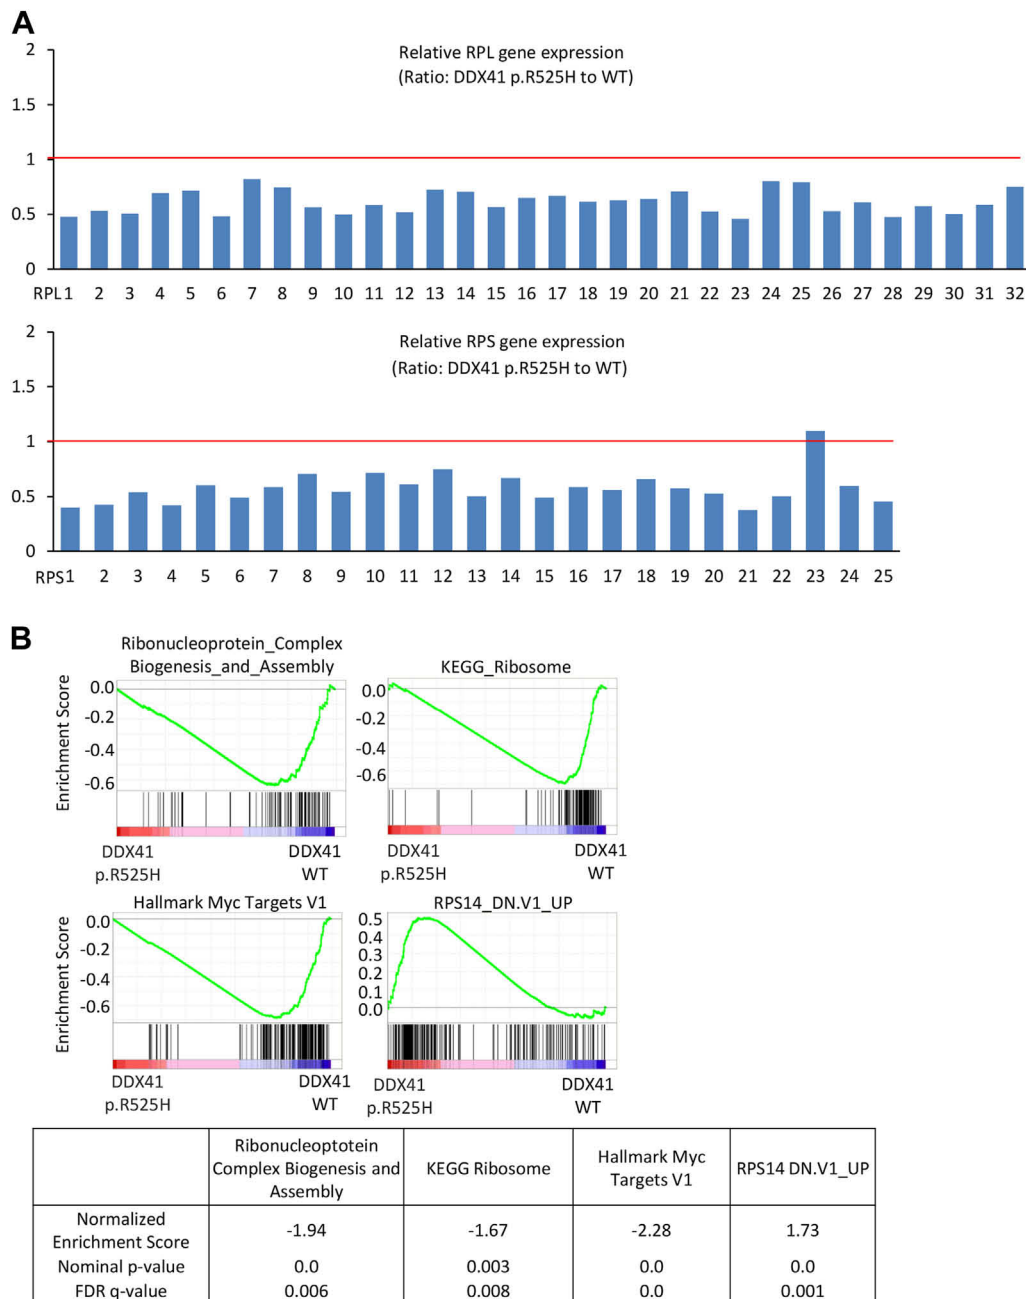 A
Relative RPL gene expression
(Ratio: DDX41 p.R525H to WT)
2
1.5
1
0.5
0
RPL1 2 3 4 5 6 7 8 9 10 11 12 13 14 15 16 17 18 19 20 21 22 23 24 25 26 27 28 29 30 31 32
Relative RPS gene expression
(Ratio: DDX41 p.R525H to WT)
2
1.5
1
0.5
0
RPS1 2 3 4 5 6 7 8 9 10 11 12 13 14 15 16 17 18 19 20 21 22 23 24 25
B
Ribonucleoprotein_Complex
Biogenesis_and_Assembly
Enrichment Score
0.0
-0.2
-0.4
-0.6
DDX41
p.R525H
DDX41
WT
KEGG_Ribosome
0.0
-0.2
-0.4
-0.6
DDX41
p.R525H
DDX41
WT
Hallmark Myc Targets V1
Enrichment Score
0.0
-0.2
-0.4
-0.6
DDX41
p.R525H
DDX41
WT
RPS14_DN.V1_UP
0.5
0.4
0.3
0.2
0.1
0.0
DDX41
p.R525H
DDX41
WT
Ribonucleoptotein
Complex Biogenesis and
Assembly
KEGG Ribosome
Hallmark Myc
Targets V1
RPS14 DN.V1_UP
Normalized
Enrichment Score
-1.94 -1.67 -2.28 1.73
Nominal p-value 0.0 0.003 0.0 0.0
FDR q-value 0.006 0.008 0.0 0.001